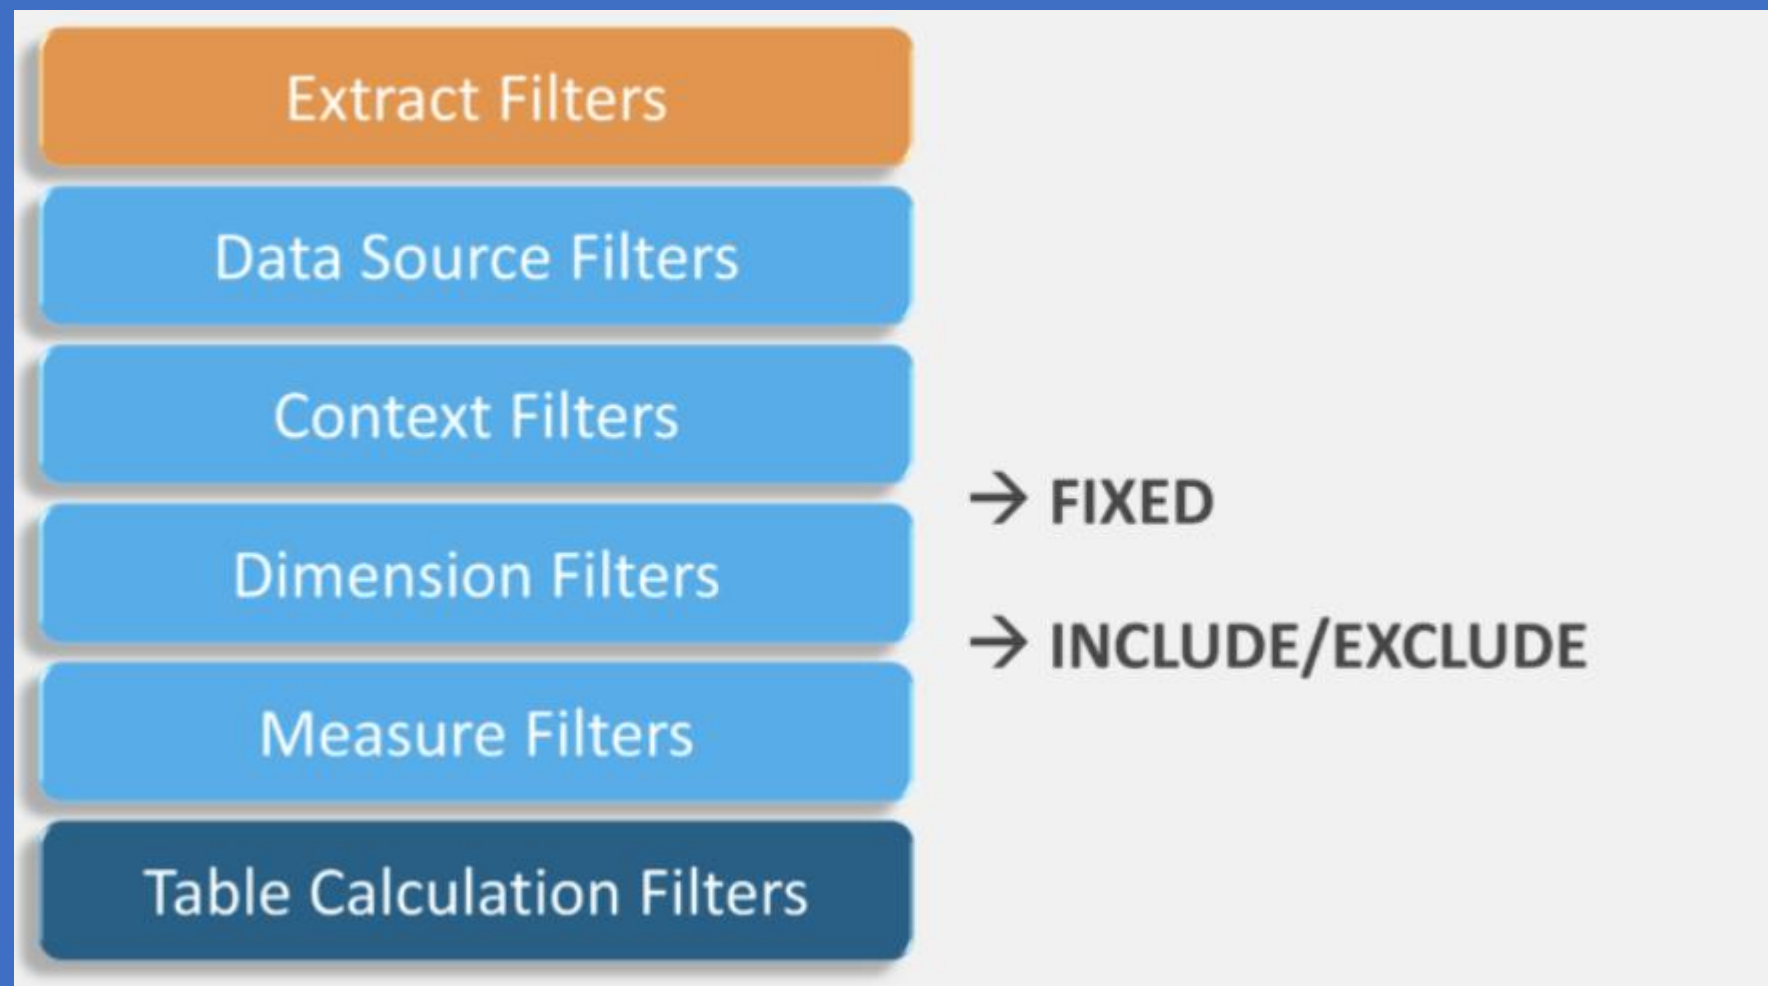 Extract Filters
Data Source Filters
Context Filters
→ FIXED
Dimension Filters
→ INCLUDE/EXCLUDE
Measure Filters
Table Calculation Filters